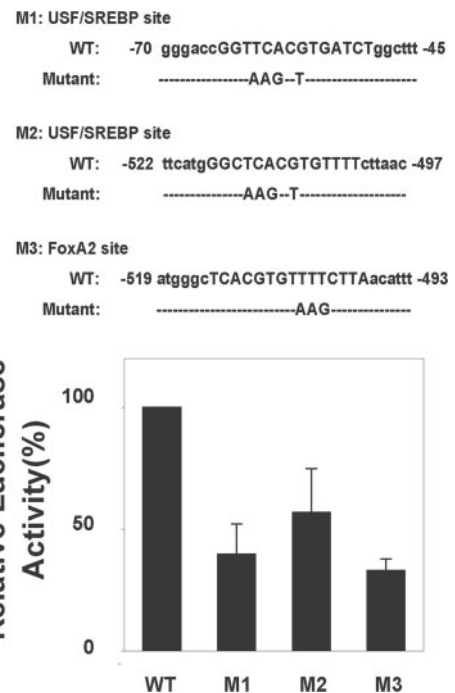 M1: USF/SREBP site
WT: -70 gggaccGGTTCACGTGATCTggcttt -45
Mutant: -----------------AAG--T---------------------
M2: USF/SREBP site
WT: -522 ttcatgGGCTCACGTGTTTTcttaac -497
Mutant: ---------------AAG--T--------------------
M3: FoxA2 site
WT: -519 atgggcTCACGTGTTTTCTTAacattt -493
Mutant: --------------------------AAG---------------
Activity(%)
100
50
0
WT M1 M2 M3